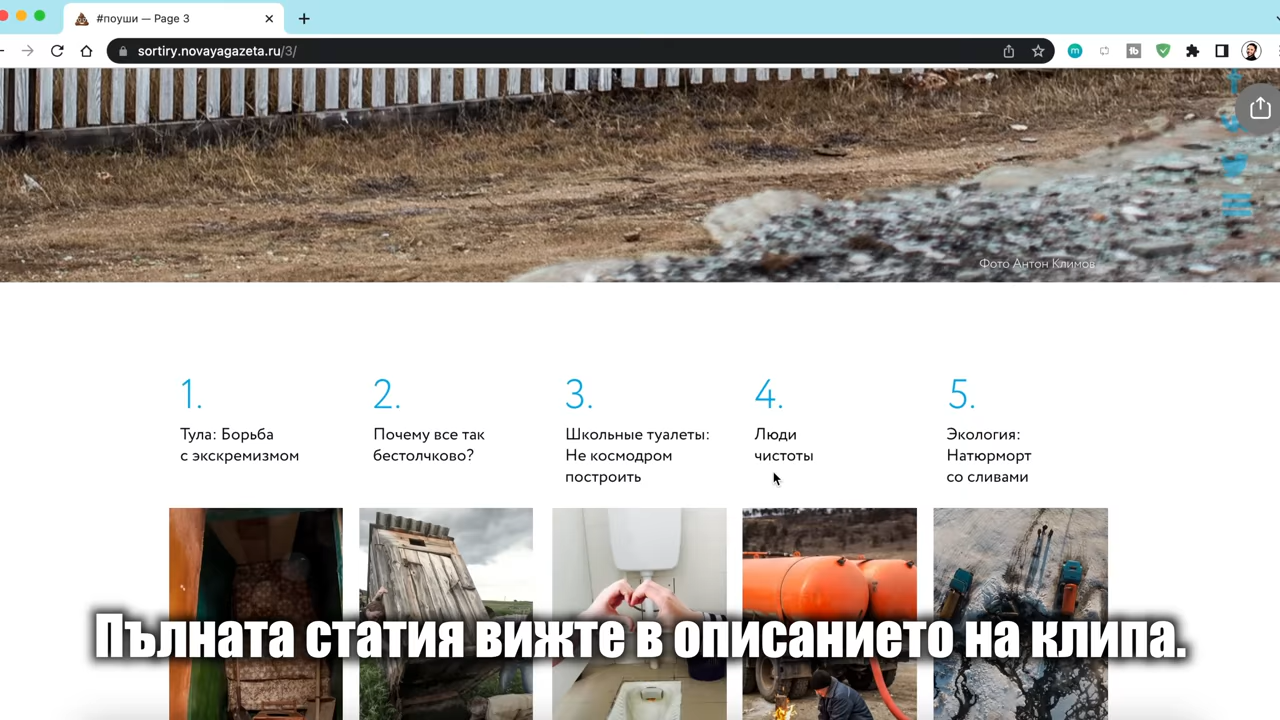 #поуши — Page 3
sortiry.novayagazeta.ru/3/
Фото Антон Климов
1.
Тула: Борьба
с экскремизмом
2.
Почему все так
бестолчково?
3.
Школьные туалеты:
Не космодром
построить
4.
Люди
чистоты
5.
Экология:
Натюрморт
со сливами
Пълната статия вижте в описанието на клипа.